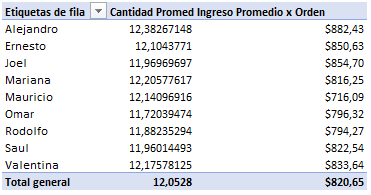 Etiquetas de fila Cantidad Promed Ingreso Promedio x Orden
Alejandro 12,38267148 $882,43
Ernesto 12,1043771 $850,63
Joel 11,96969697 $854,70
Mariana 12,20577617 $816,25
Mauricio 12,14096916 $716,09
Omar 11,72039474 $796,32
Rodolfo 11,88235294 $794,27
Saul 11,96014493 $822,54
Valentina 12,17578125 $833,64
Total general 12,0528 $820,65